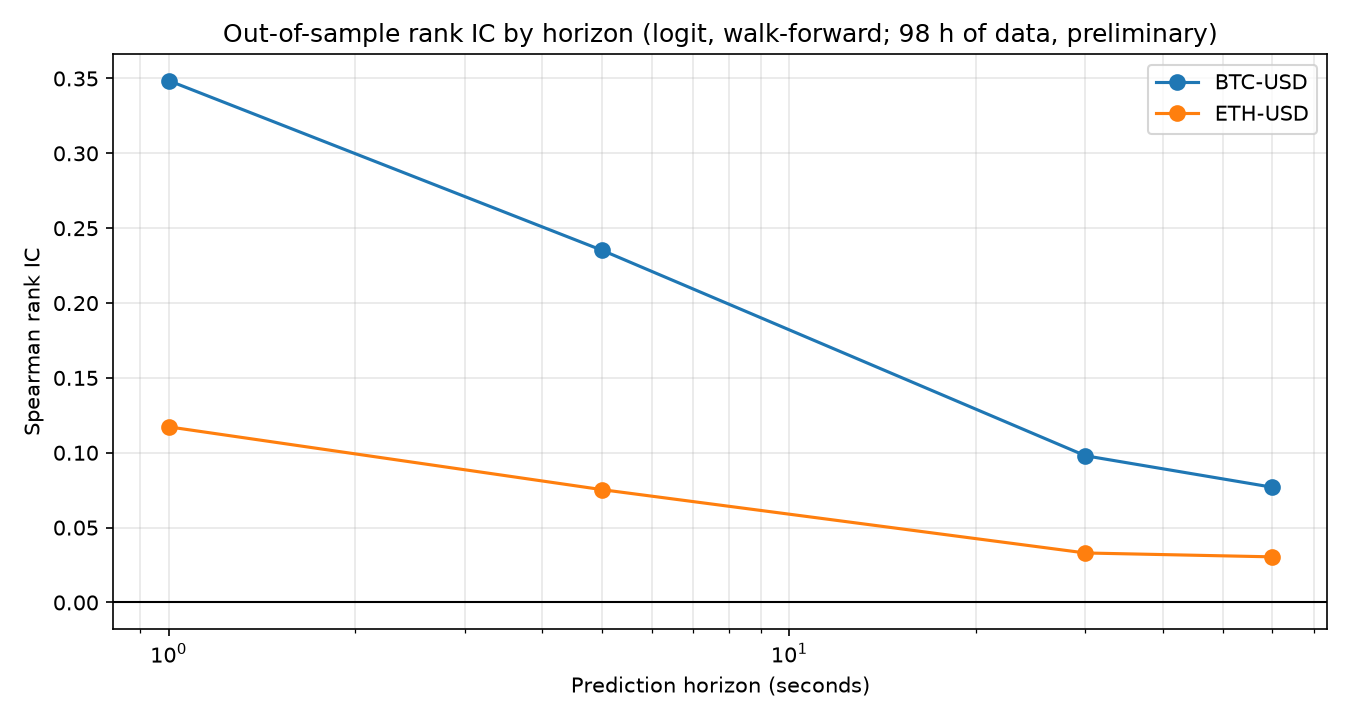 Out-of-sample rank IC by horizon (logit, walk-forward; 98 h of data, preliminary)
BTC-USD
ETH-USD
Spearman rank IC
0.35
0.30
0.25
0.20
0.15
0.10
0.05
0.00
10⁰
10¹
Prediction horizon (seconds)